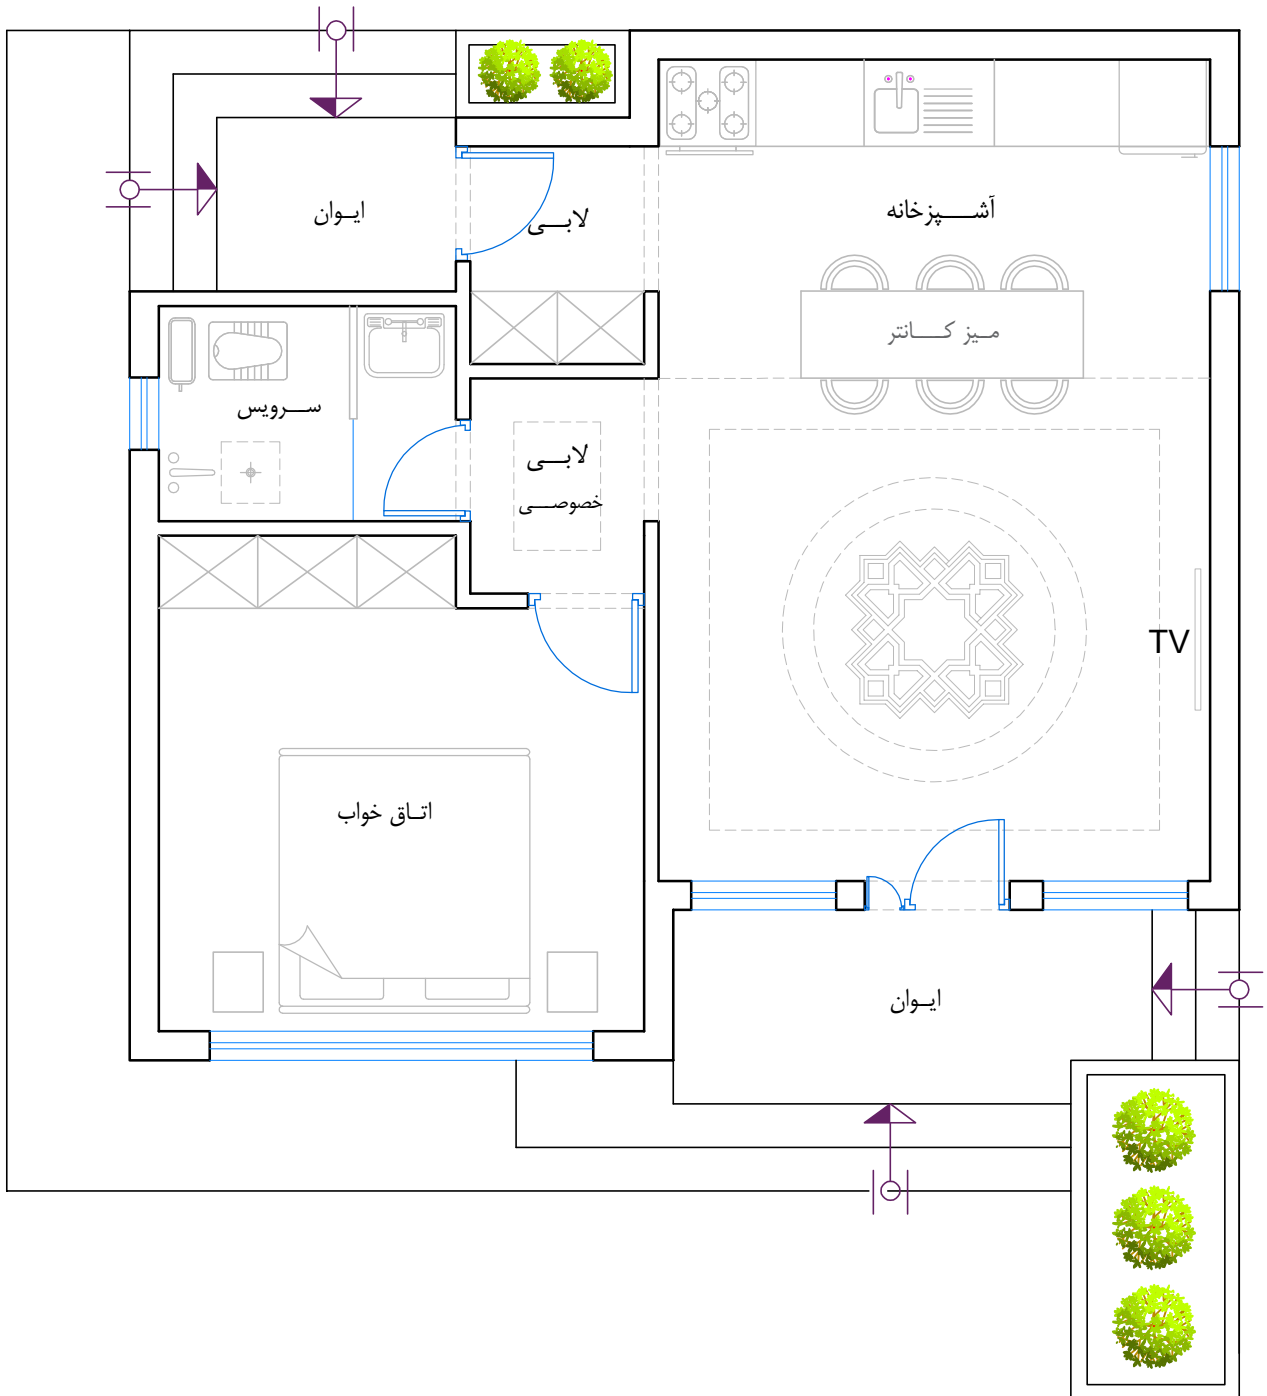 آشپزخانه
لابی
ایوان
میز کانتر
سرویس
لابی
خصوصی
TV
اتاق خواب
ایوان